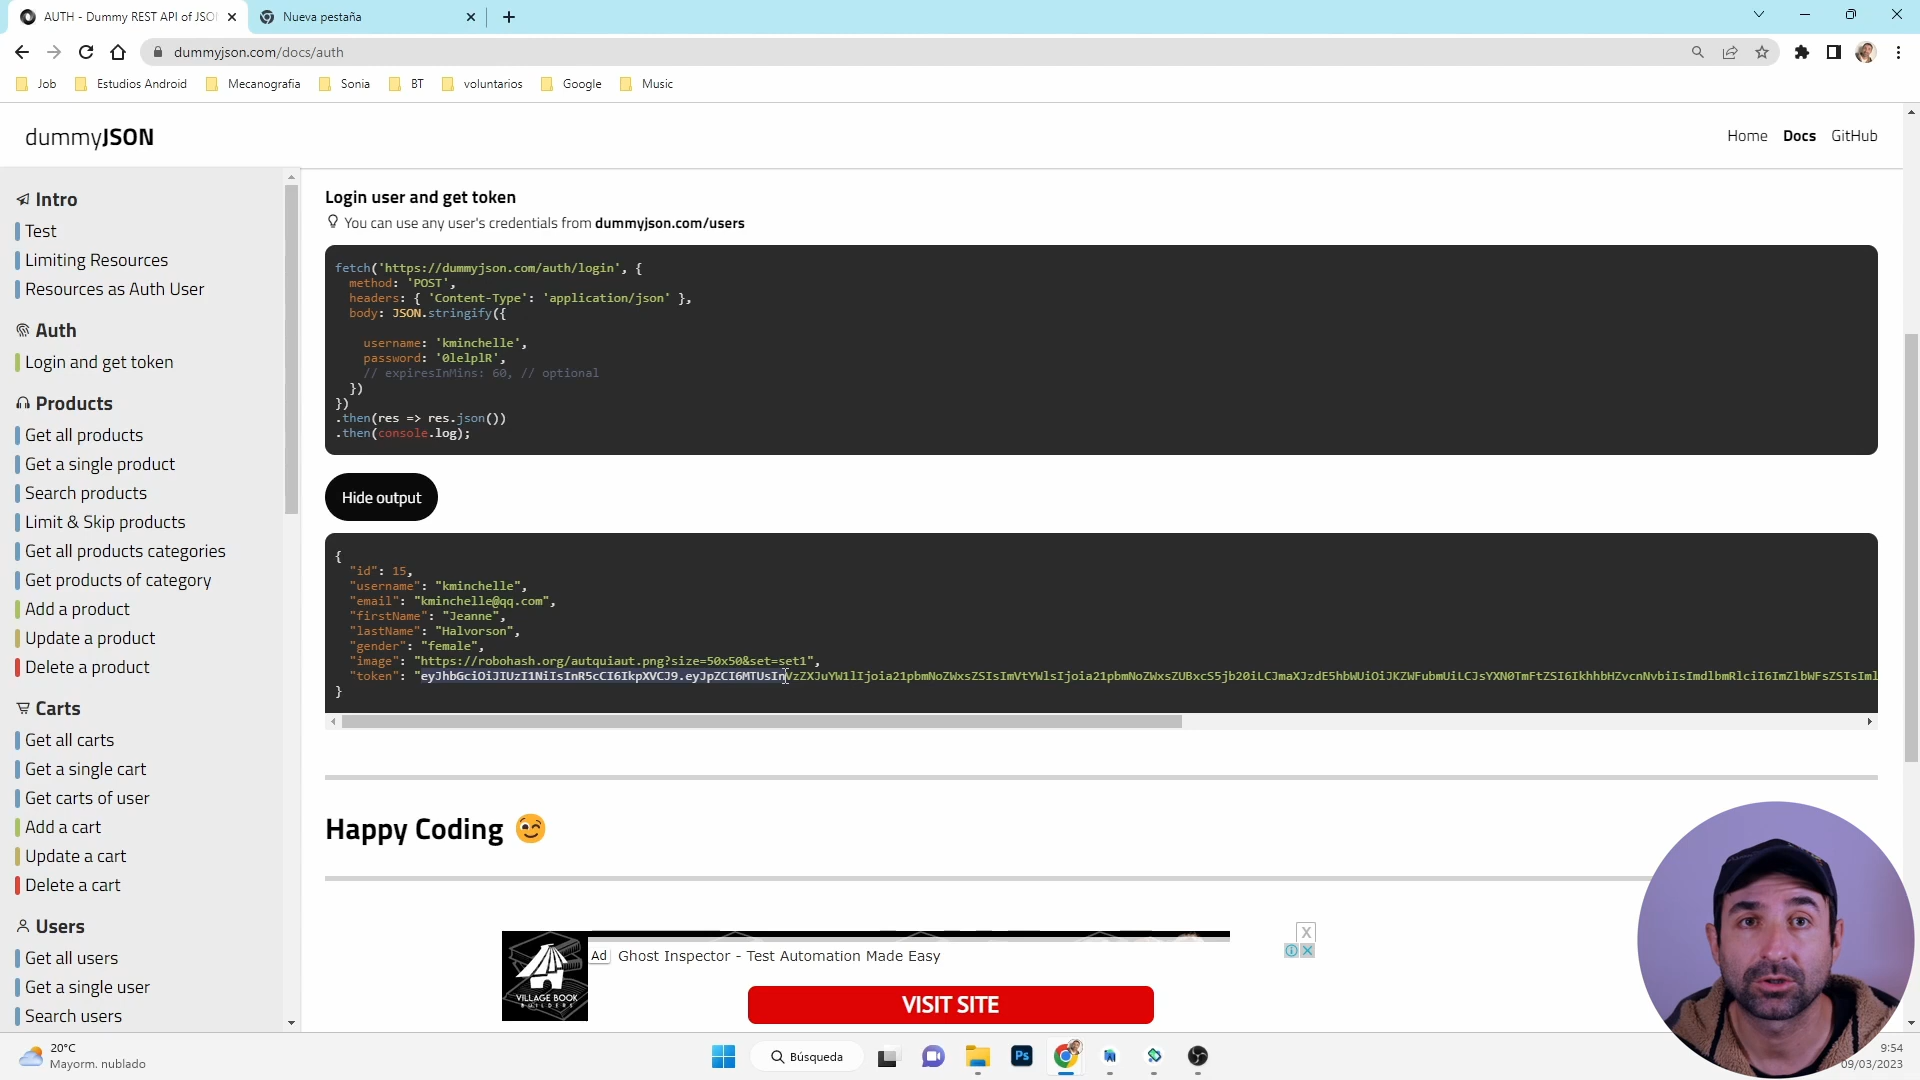 AUTH - Dummy REST API of JSO
Nueva pestaña
dummyjson.com/docs/auth
Job
Estudios Android
Mecanografia
Sonia
BT
voluntarios
Google
Music
dummyJSON
Home
Docs
GitHub
Intro
Test
Limiting Resources
Resources as Auth User
Auth
Login and get token
Products
Get all products
Get a single product
Search products
Limit & Skip products
Get all products categories
Get products of category
Add a product
Update a product
Delete a product
Carts
Get all carts
Get a single cart
Get carts of user
Add a cart
Update a cart
Delete a cart
Users
Get all users
Get a single user
Search users
Login user and get token
You can use any user's credentials from dummyjson.com/users
fetch('https://dummyjson.com/auth/login', {
method: 'POST',
headers: { 'Content-Type': 'application/json' },
body: JSON.stringify({
username: 'kminchelle',
password: '0lelplR',
// expiresInMins: 60, // optional
})
})
.then(res => res.json())
.then(console.log);
Hide output
{
"id": 15,
"username": "kminchelle",
"email": "kminchelle@qq.com",
"firstName": "Jeanne",
"lastName": "Halvorson",
"gender": "female",
"image": "https://robohash.org/autquiaut.png?size=50x50&set=set1",
"token": "eyJhbGciOiJIUzI1NiIsInR5cCI6IkpXVCJ9.eyJpZCI6MTUsInVzZXJuYW1lIjoia21pbmNoZWxsZSIsImVtYWlsIjoia21pbmNoZWxsZUBxcS5jb20iLCJmaXJzdE5hbWUiOiJKZWFubmUiLCJsYXN0TmFtZSI6IkhhbHZvcnNvbiIsImdlbmRlciI6ImZlbWFsZSIsIml
}
Happy Coding
VILLAGE BOOK
BUILDERS
Ad
Ghost Inspector - Test Automation Made Easy
X
VISIT SITE
20°C
Mayorm. nublado
Búsqueda
Ps
9:54
09/03/2023